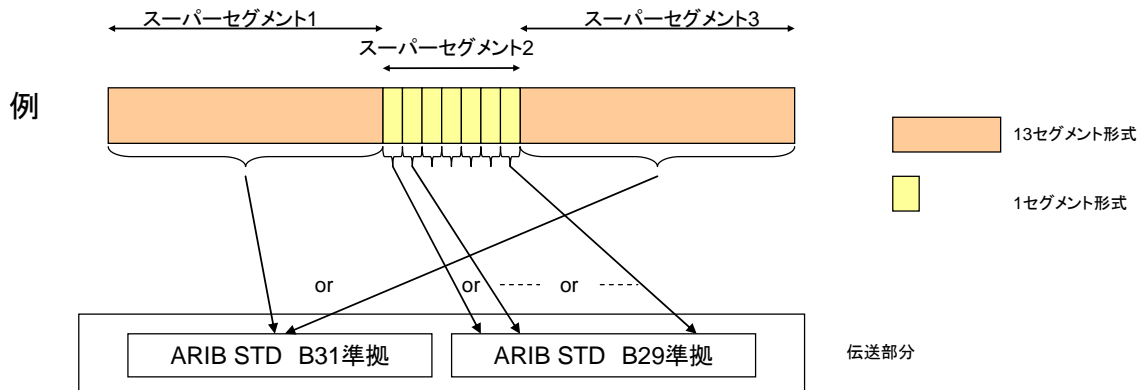 スーパーセグメント1
スーパーセグメント3
スーパーセグメント2
例
13セグメント形式
1セグメント形式
or
or
or
ARIB STD B31準拠
ARIB STD B29準拠
伝送部分